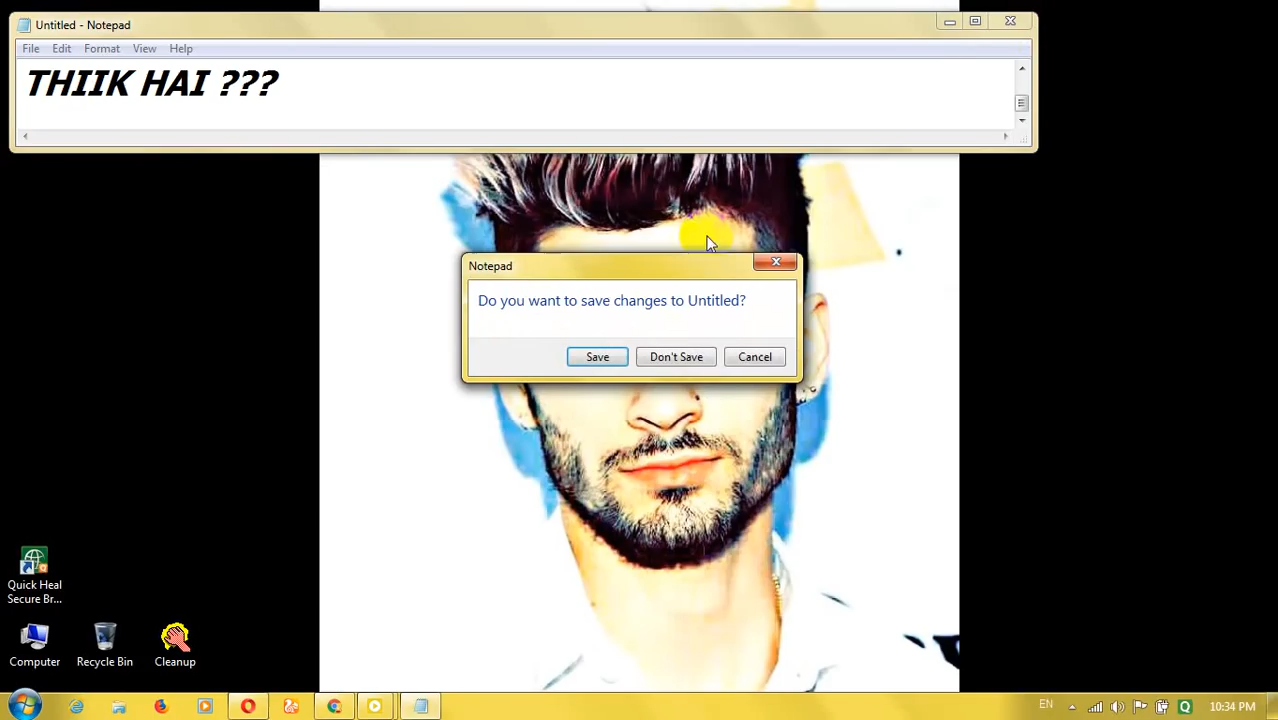 Untitled - Notepad
File Edit Format View Help
THIIK HAI ???
Notepad
Do you want to save changes to Untitled?
Save Don't Save Cancel
Quick Heal
Secure Br...
Computer Recycle Bin Cleanup
EN 10:34 PM